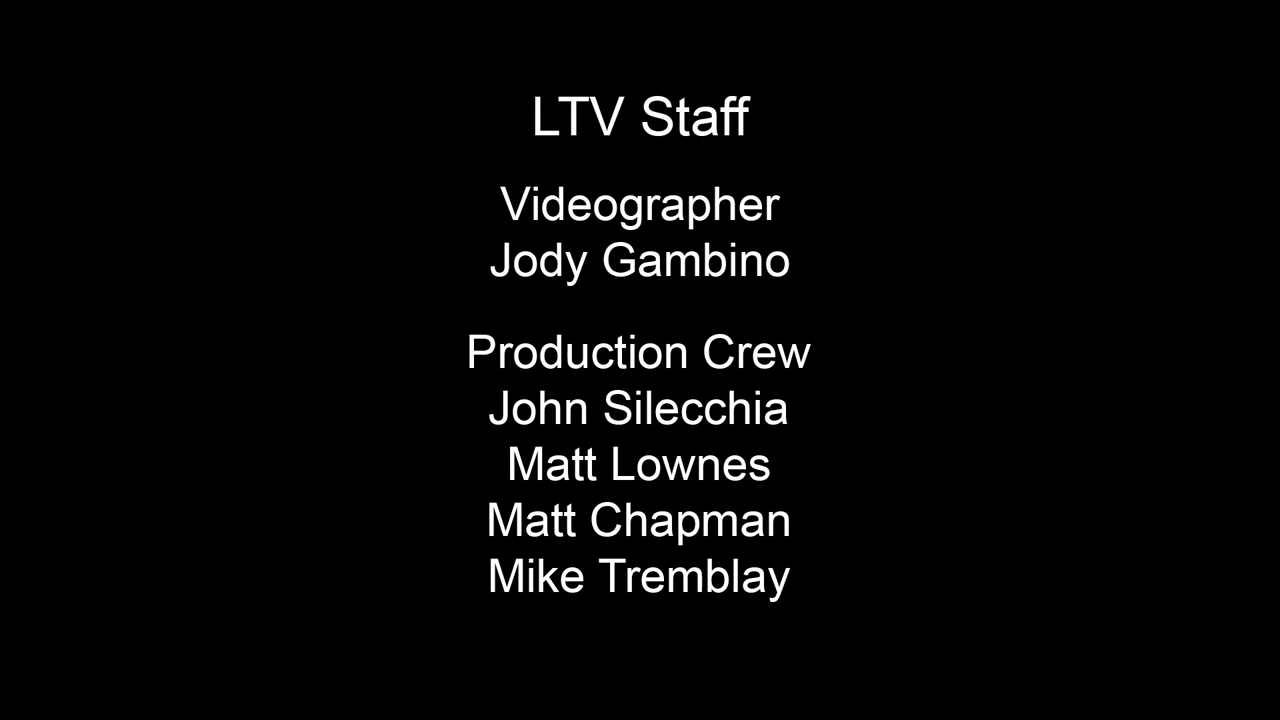 LTV Staff
Videographer
Jody Gambino
Production Crew
John Silecchia
Matt Lownes
Matt Chapman
Mike Tremblay